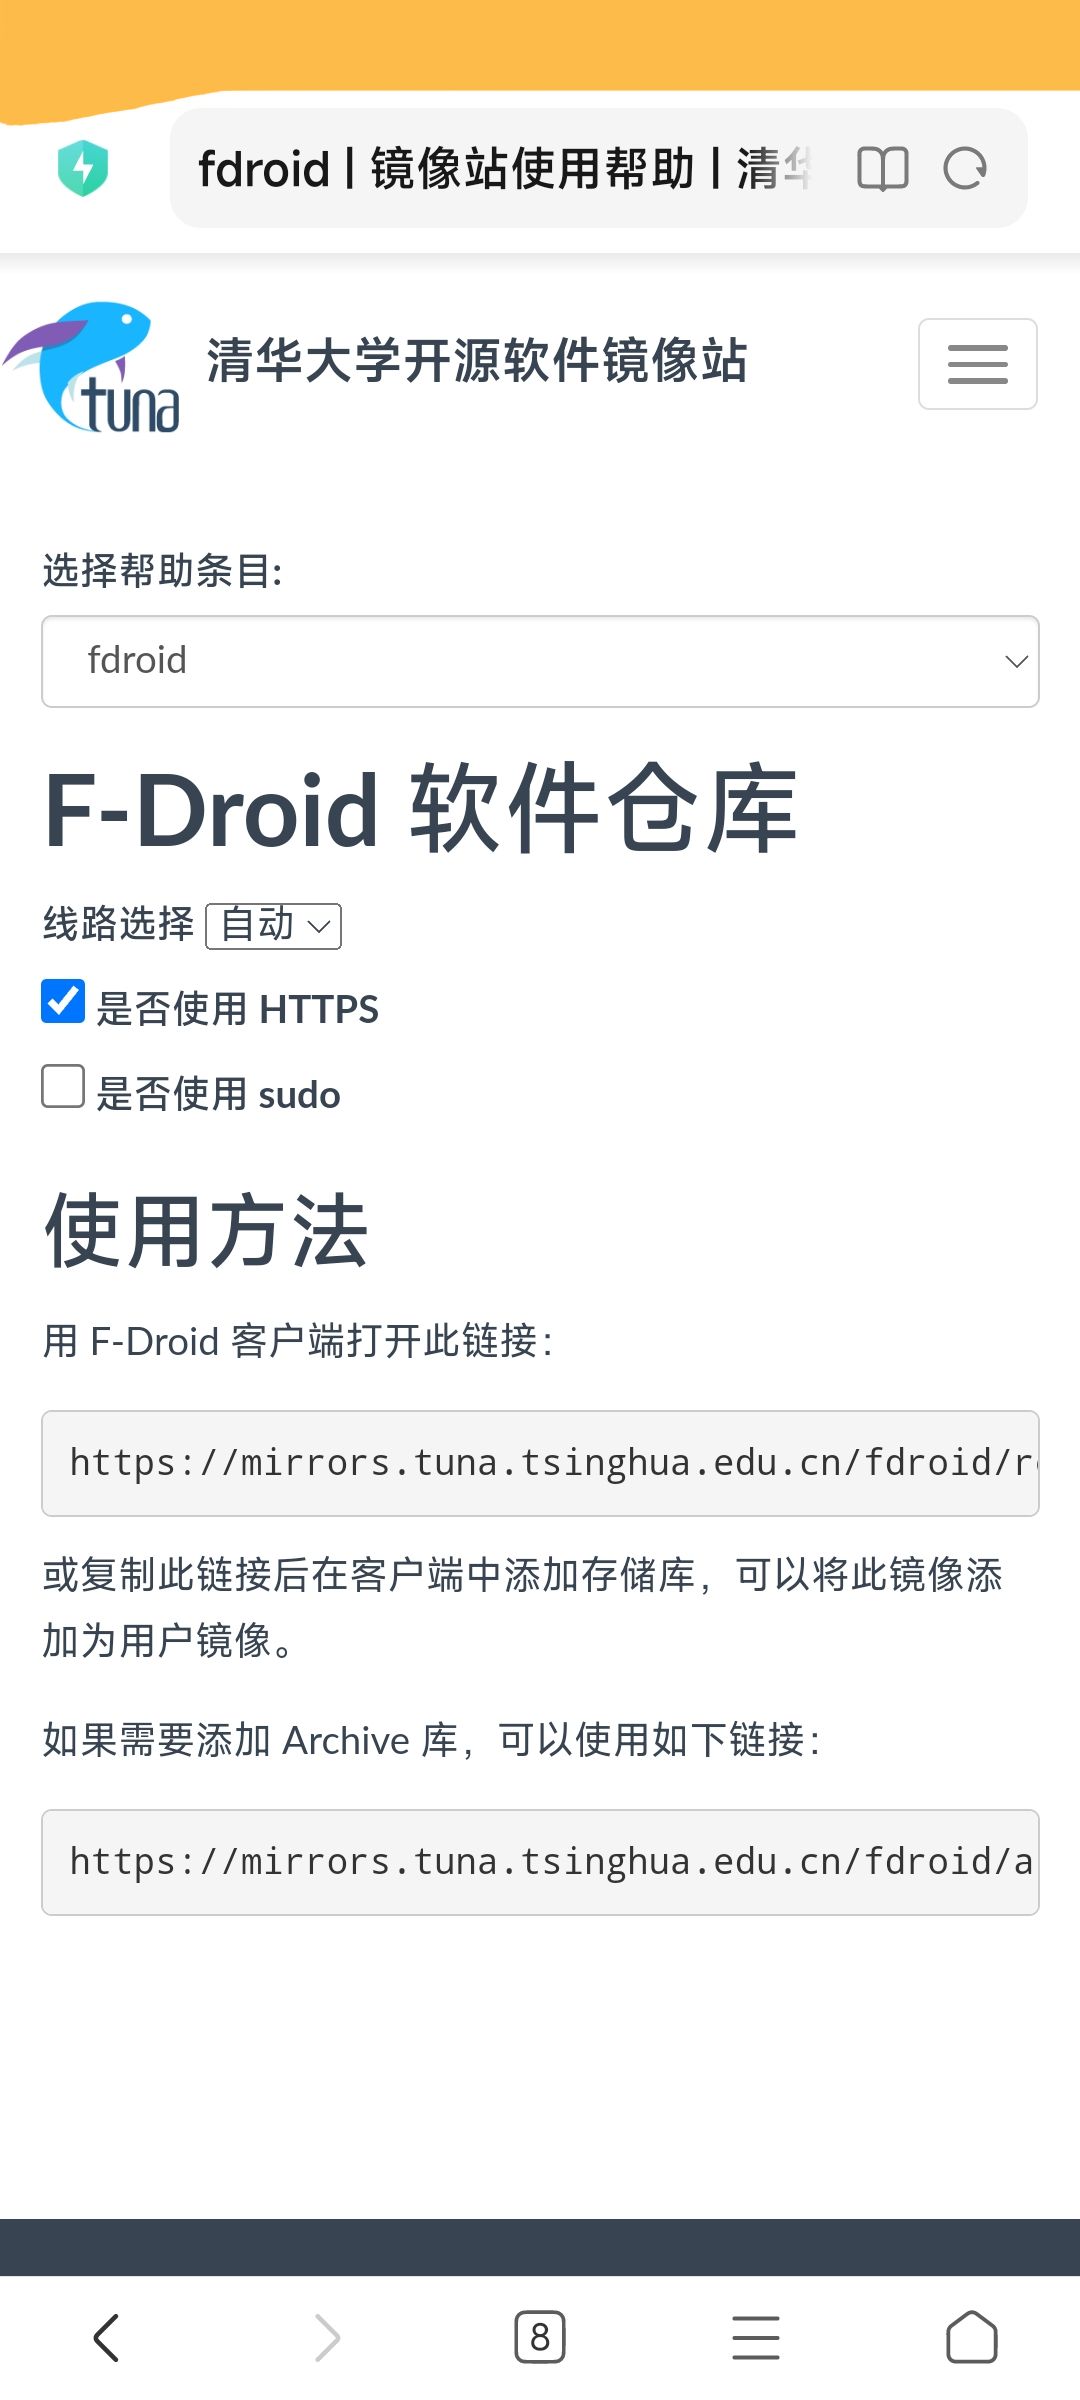 fdroid | 镜像站使用帮助 | 清华
tuna
清华大学开源软件镜像站
选择帮助条目:
fdroid
F-Droid 软件仓库
线路选择 自动
是否使用 HTTPS
是否使用 sudo
使用方法
用 F-Droid 客户端打开此链接：
https://mirrors.tuna.tsinghua.edu.cn/fdroid/r
或复制此链接后在客户端中添加存储库，可以将此镜像添
加为用户镜像。
如果需要添加 Archive 库，可以使用如下链接：
https://mirrors.tuna.tsinghua.edu.cn/fdroid/a
8